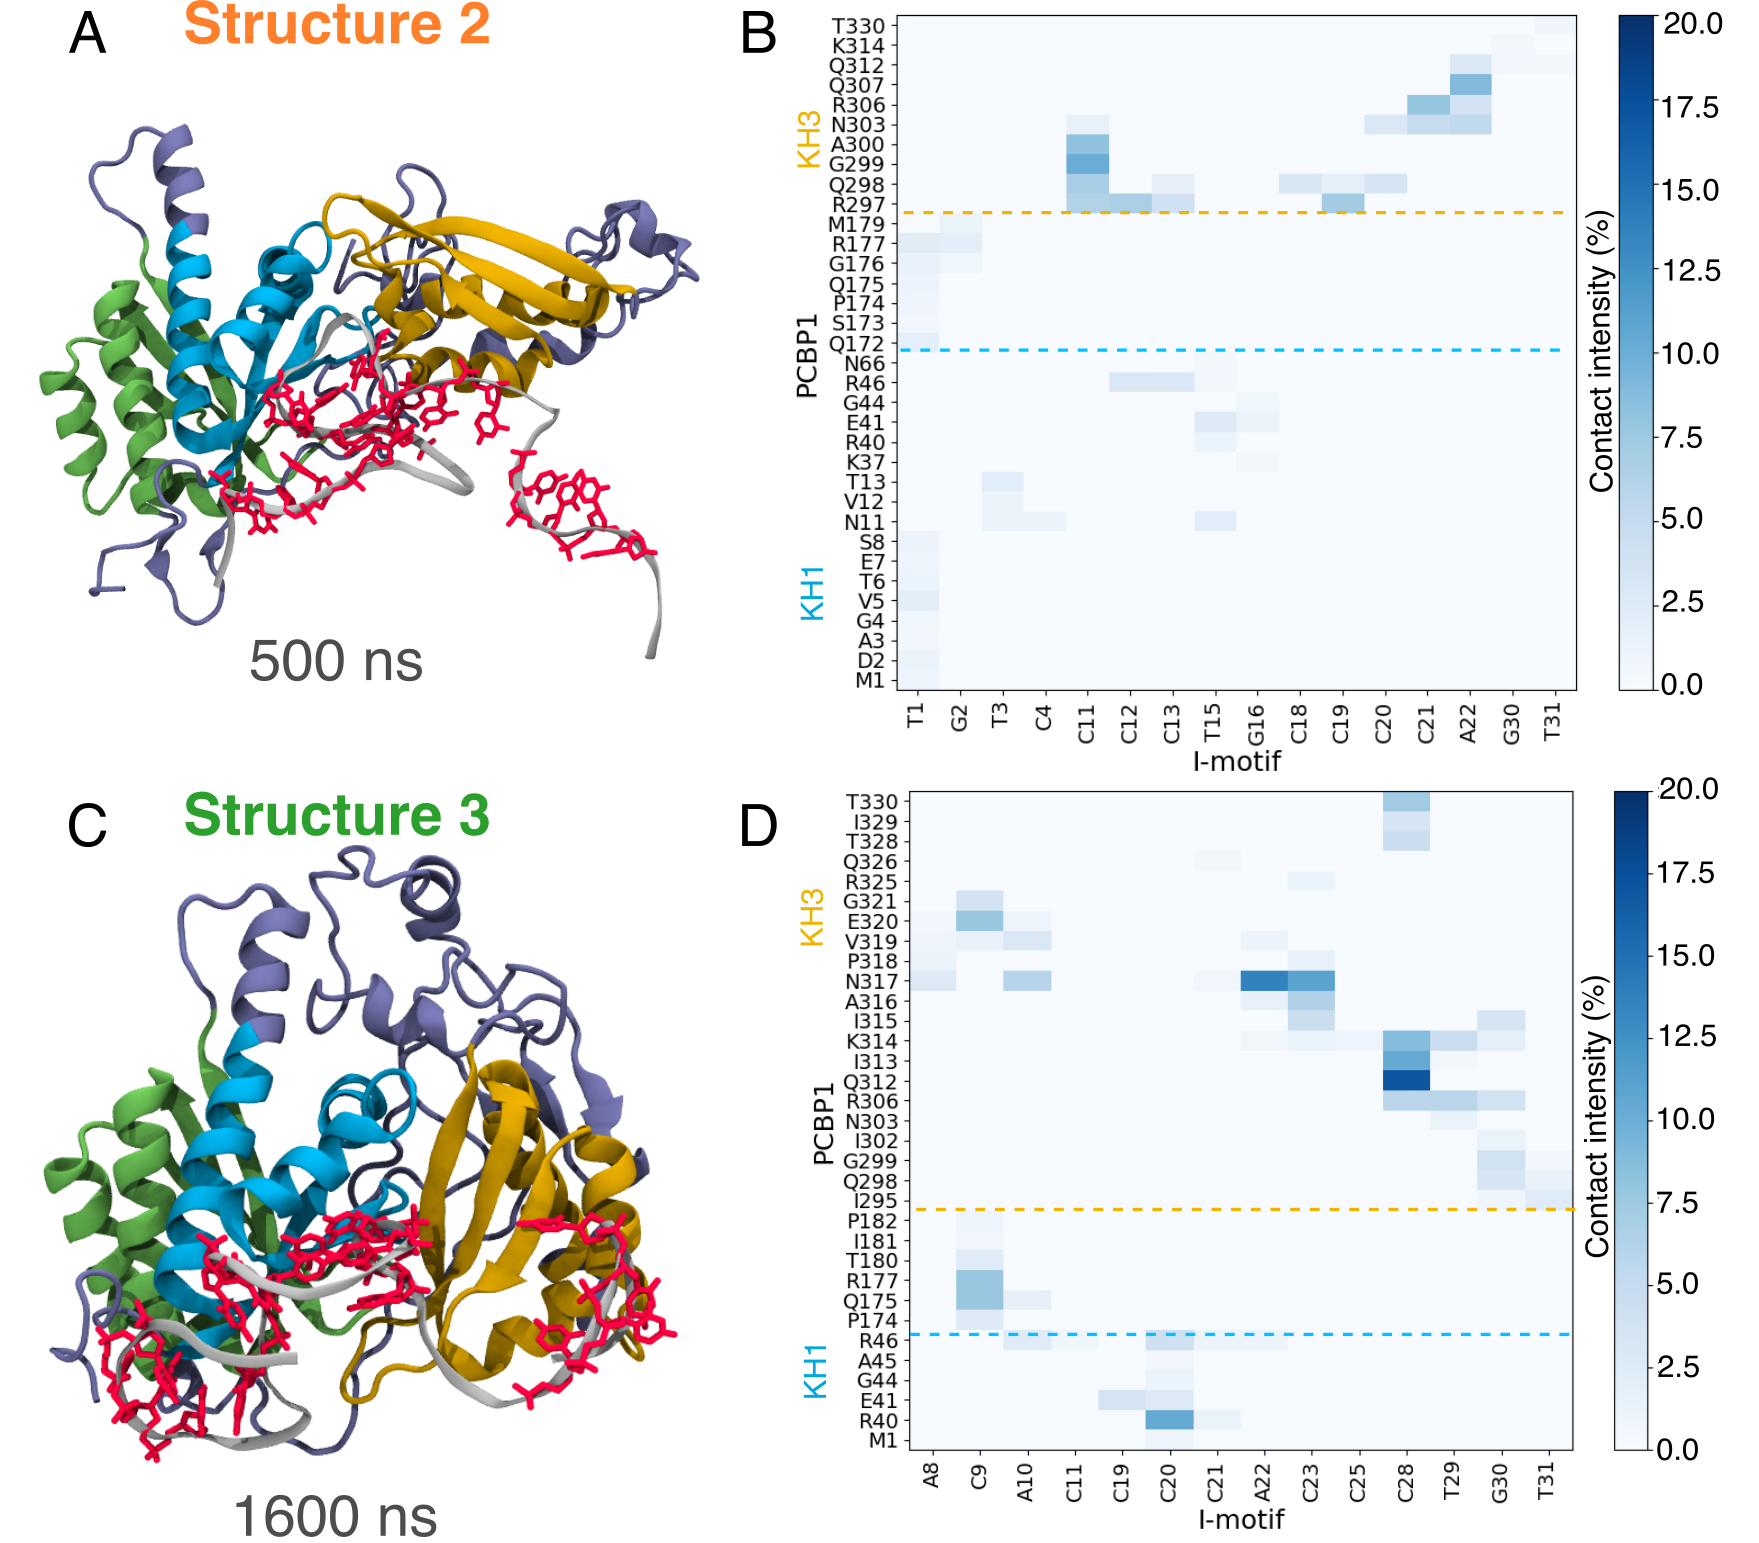 A
Structure 2
500 ns
B
KH3
PCBP1
KH1
T330
K314
Q312
Q307
R306
N303
A300
G299
Q298
R297
M179
R177
G176
Q175
P174
S173
Q172
N66
R46
G44
E41
R40
K37
T13
V12
N11
S8
E7
T6
V5
G4
A3
D2
M1
T1 G2 T3 C4 C11 C12 C13 T15 G16 C18 C19 C20 C21 A22 G30 T31
I-motif
20.0
17.5
15.0
12.5
10.0
7.5
5.0
2.5
0.0
Contact intensity (%)
C
Structure 3
1600 ns
D
KH3
PCBP1
KH1
T330
I329
T328
Q326
R325
G321
E320
V319
P318
N317
A316
I315
K314
I313
Q312
R306
N303
I302
G299
Q298
I295
P182
I181
T180
R177
Q175
P174
R46
A45
G44
E41
R40
M1
A8 C9 A10 C11 C19 C20 C21 A22 C23 C25 C28 T29 G30 T31
I-motif
20.0
17.5
15.0
12.5
10.0
7.5
5.0
2.5
0.0
Contact intensity (%)